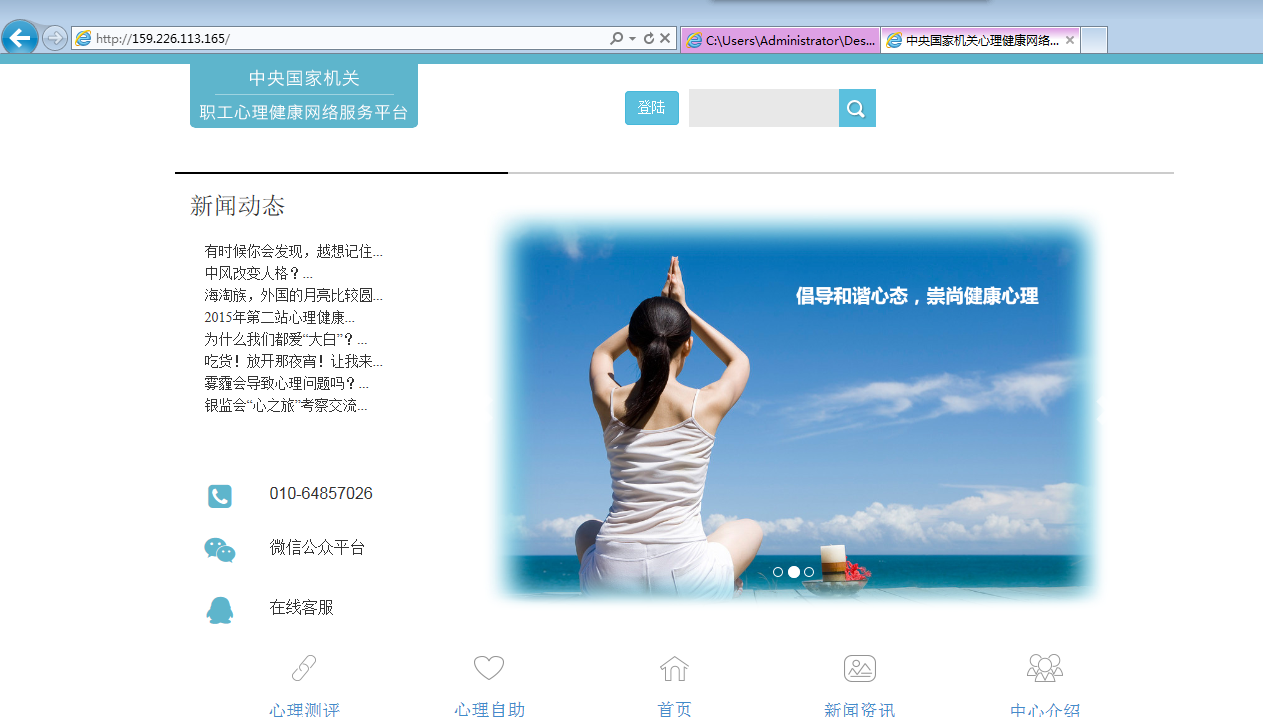 http://159.226.113.165/
C:\Users\Administrator\Des...
中央国家机关心理健康网络...
中央国家机关
职工心理健康网络服务平台
登陆
新闻动态
有时候你会发现，越想记住...
中风改变人格？...
海淘族，外国的月亮比较圆...
2015年第二站心理健康...
为什么我们都爱“大白”？...
吃货！放开那夜宵！让我来...
雾霾会导致心理问题吗？...
银监会“心之旅”考察交流...
倡导和谐心态，崇尚健康心理
010-64857026
微信公众平台
在线客服
心理测评
心理自助
首页
新闻资讯
中心介绍